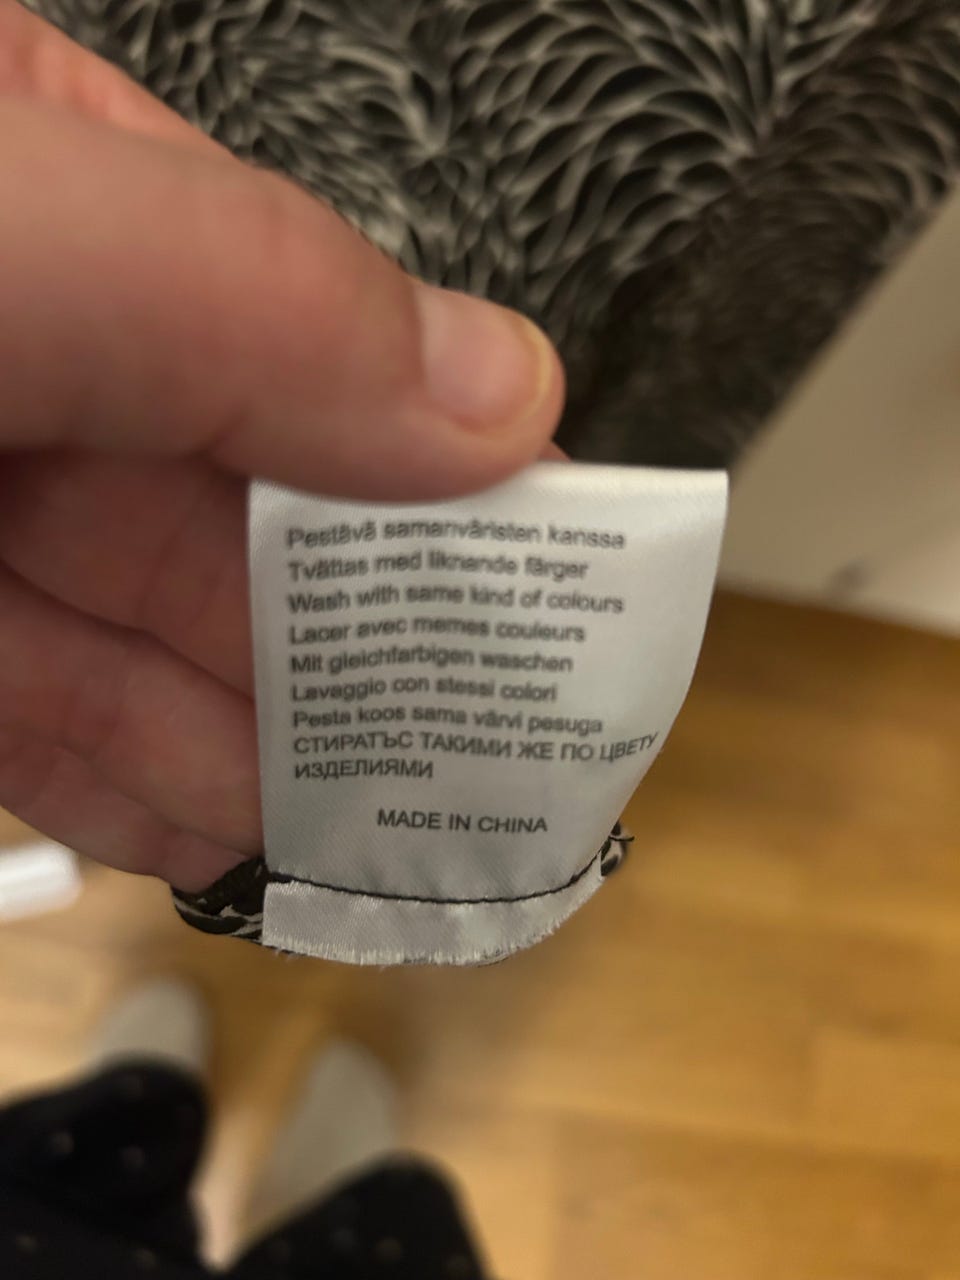 Pestävä samanväristen kanssa
Tvättas med liknande färger
Wash with same kind of colours
Lacer avec memes couleurs
Mit gleichfarbigen waschen
Lavaggio con stessi colori
Pesta koos sama värvi pesuga
СТИРАТЬС ТАКИМИ ЖЕ ПО ЦВЕТУ
ИЗДЕЛИЯМИ
MADE IN CHINA